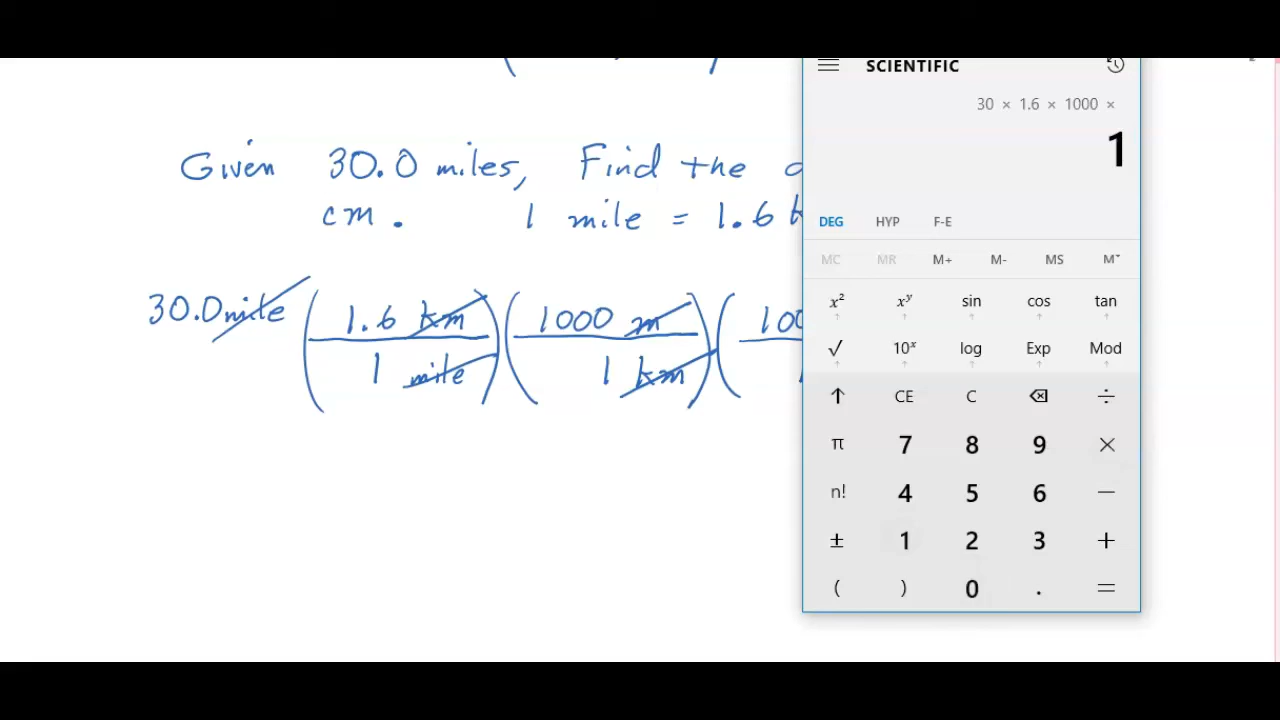 SCIENTIFIC
30 × 1.6 × 1000 ×
1
Given 30.0 miles, Find the
cm. 1 mile = 1.6
30.0 mile ( 1.6 km / 1 mile ) ( 1000 m / 1 km ) ( 100
DEG HYP F-E
MC MR M+ M- MS M˅
x² xʸ sin cos tan
√ 10ˣ log Exp Mod
↑ CE C ⌫ ÷
π 7 8 9 ×
n! 4 5 6 −
± 1 2 3 +
( ) 0 . =